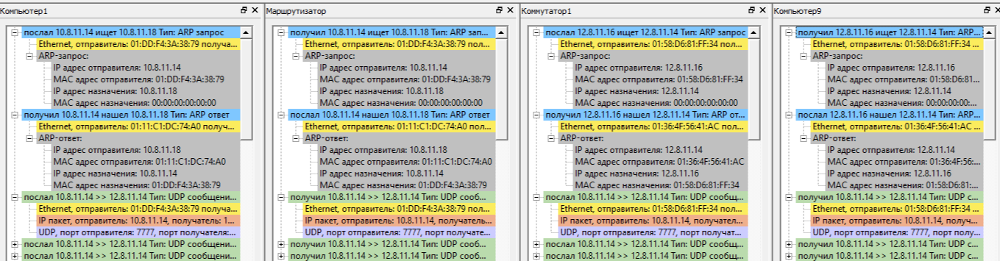 Компьютер1
послал 10.8.11.14 ищет 10.8.11.18 Тип: ARP запрос
Ethernet, отправитель: 01:DD:F4:3A:38:79 получа...
ARP-запрос:
IP адрес отправителя: 10.8.11.14
MAC адрес отправителя: 01:DD:F4:3A:38:79
IP адрес назначения: 10.8.11.18
MAC адрес назначения: 00:00:00:00:00:00
получил 10.8.11.14 нашел 10.8.11.18 Тип: ARP ответ
Ethernet, отправитель: 01:11:C1:DC:74:A0 получ...
ARP-ответ:
IP адрес отправителя: 10.8.11.18
MAC адрес отправителя: 01:11:C1:DC:74:A0
IP адрес назначения: 10.8.11.14
MAC адрес назначения: 01:DD:F4:3A:38:79
послал 10.8.11.14 >> 12.8.11.14 Тип: UDP сообщени...
Ethernet, отправитель: 01:DD:F4:3A:38:79 получа...
IP пакет, отправитель: 10.8.11.14, получатель: 1...
UDP, порт отправителя: 7777, порт получателя:...
послал 10.8.11.14 >> 12.8.11.14 Тип: UDP сообщени...
послал 10.8.11.14 >> 12.8.11.14 Тип: UDP сообщени...
Маршрутизатор
получил 10.8.11.14 ищет 10.8.11.18 Тип: ARP зап...
Ethernet, отправитель: 01:DD:F4:3A:38:79 пол...
ARP-запрос:
IP адрес отправителя: 10.8.11.14
MAC адрес отправителя: 01:DD:F4:3A:38:79
IP адрес назначения: 10.8.11.18
MAC адрес назначения: 00:00:00:00:00:00
послал 10.8.11.14 нашел 10.8.11.18 Тип: ARP ответ
Ethernet, отправитель: 01:11:C1:DC:74:A0 пол...
ARP-ответ:
IP адрес отправителя: 10.8.11.18
MAC адрес отправителя: 01:11:C1:DC:74:A0
IP адрес назначения: 10.8.11.14
MAC адрес назначения: 01:DD:F4:3A:38:79
получил 10.8.11.14 >> 12.8.11.14 Тип: UDP сооб...
Ethernet, отправитель: 01:DD:F4:3A:38:79 пол...
IP пакет, отправитель: 10.8.11.14, получатель...
UDP, порт отправителя: 7777, порт получате...
получил 10.8.11.14 >> 12.8.11.14 Тип: UDP сооб...
получил 10.8.11.14 >> 12.8.11.14 Тип: UDP сооб...
Коммутатор1
послал 12.8.11.16 ищет 12.8.11.14 Тип: ARP запрос
Ethernet, отправитель: 01:58:D6:81:FF:34 пол...
ARP-запрос:
IP адрес отправителя: 12.8.11.16
MAC адрес отправителя: 01:58:D6:81:FF:34
IP адрес назначения: 12.8.11.14
MAC адрес назначения: 00:00:00:00:00:00
получил 12.8.11.16 нашел 12.8.11.14 Тип: ARP от...
Ethernet, отправитель: 01:36:4F:56:41:AC пол...
ARP-ответ:
IP адрес отправителя: 12.8.11.14
MAC адрес отправителя: 01:36:4F:56:41:AC
IP адрес назначения: 12.8.11.16
MAC адрес назначения: 01:58:D6:81:FF:34
послал 10.8.11.14 >> 12.8.11.14 Тип: UDP сообщ...
Ethernet, отправитель: 01:58:D6:81:FF:34 пол...
IP пакет, отправитель: 10.8.11.14, получател...
UDP, порт отправителя: 7777, порт получат...
послал 10.8.11.14 >> 12.8.11.14 Тип: UDP сообщ...
послал 10.8.11.14 >> 12.8.11.14 Тип: UDP сообщ...
Компьютер9
получил 12.8.11.16 ищет 12.8.11.14 Тип: ARP...
Ethernet, отправитель: 01:58:D6:81:FF:34 ...
ARP-запрос:
IP адрес отправителя: 12.8.11.16
MAC адрес отправителя: 01:58:D6:81...
IP адрес назначения: 12.8.11.14
MAC адрес назначения: 00:00:00:00:...
послал 12.8.11.16 нашел 12.8.11.14 Тип: ARP...
Ethernet, отправитель: 01:36:4F:56:41:AC ...
ARP-ответ:
IP адрес отправителя: 12.8.11.14
MAC адрес отправителя: 01:36:4F:56:...
IP адрес назначения: 12.8.11.16
MAC адрес назначения: 01:58:D6:81:...
получил 10.8.11.14 >> 12.8.11.14 Тип: UDP с...
Ethernet, отправитель: 01:58:D6:81:FF:34 ...
IP пакет, отправитель: 10.8.11.14, получ...
UDP, порт отправителя: 7777, порт полу...
получил 10.8.11.14 >> 12.8.11.14 Тип: UDP с...
получил 10.8.11.14 >> 12.8.11.14 Тип: UDP с...